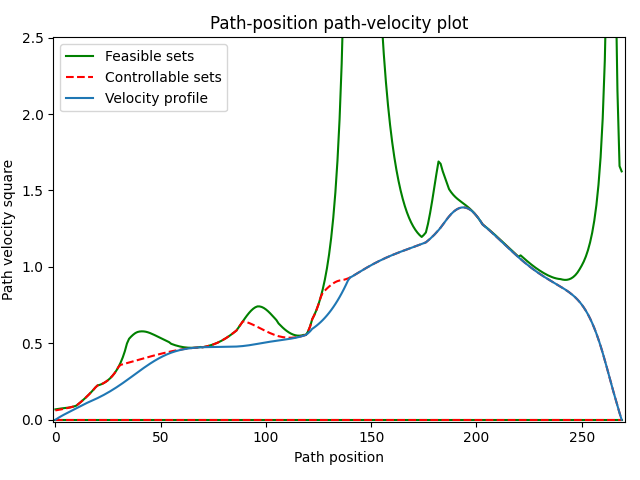 Path-position path-velocity plot
Feasible sets
Controllable sets
Velocity profile
Path velocity square
2.5
2.0
1.5
1.0
0.5
0.0
0 50 100 150 200 250
Path position